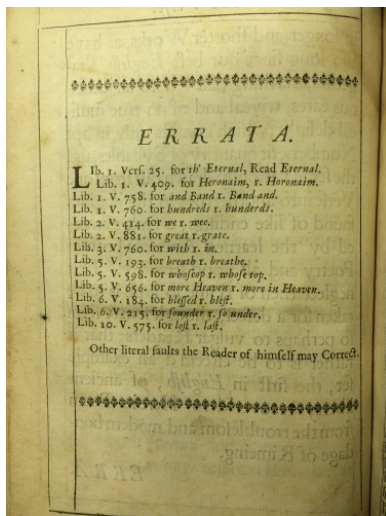 ERRATA.
LIb. 1. Vers. 25. for th' Eternal, Read Eternal.
Lib. 1. V. 409. for Heronaim, r. Horonaim.
Lib. 1. V. 758. for and Band r. Band and.
Lib. 1. V. 760. for hundreds r. hunderds.
Lib. 2. V. 414. for we r. wee.
Lib. 2. V. 881. for great r. grate.
Lib. 3. V. 760. for with r. in.
Lib. 5. V. 193. for breath r. breathe.
Lib. 5. V. 598. for whoseop r. whose top.
Lib. 5. V. 656. for more Heaven r. more in Heaven.
Lib. 6. V. 184. for blessed r. blest.
Lib. 6. V. 215. for sounder r. so under.
Lib. 10. V. 575. for lost r. last.
Other literal faults the Reader of himself may Correct.